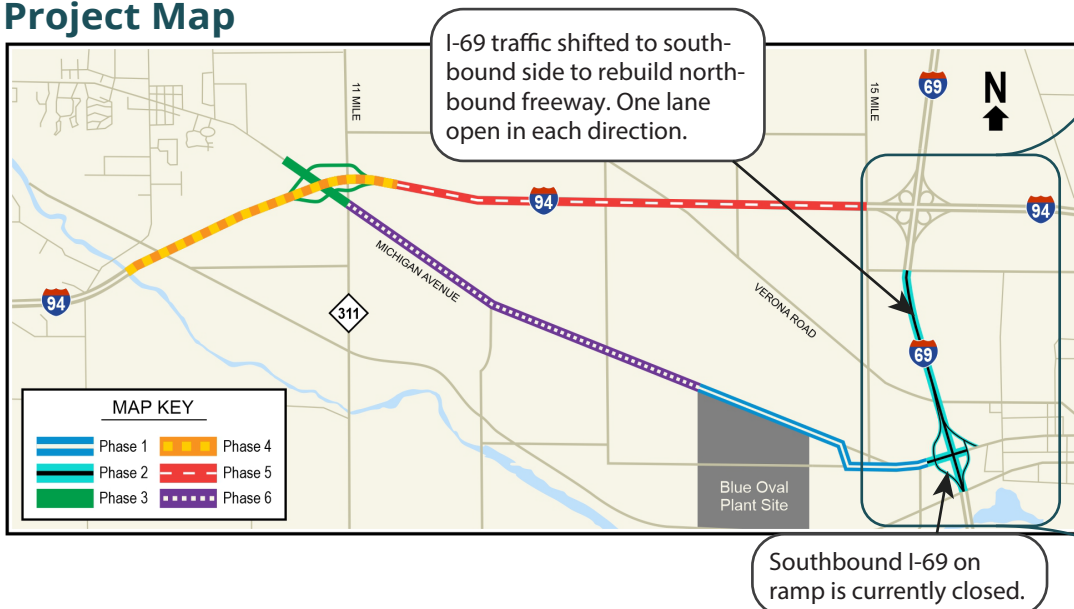 Project Map
I-69 traffic shifted to south-
bound side to rebuild north-
bound freeway. One lane
open in each direction.
11 MILE
15 MILE
69
N
94
94
94
MICHIGAN AVENUE
311
VERONA ROAD
69
MAP KEY
Phase 1
Phase 4
Phase 2
Phase 5
Phase 3
Phase 6
Blue Oval
Plant Site
Southbound I-69 on
ramp is currently closed.